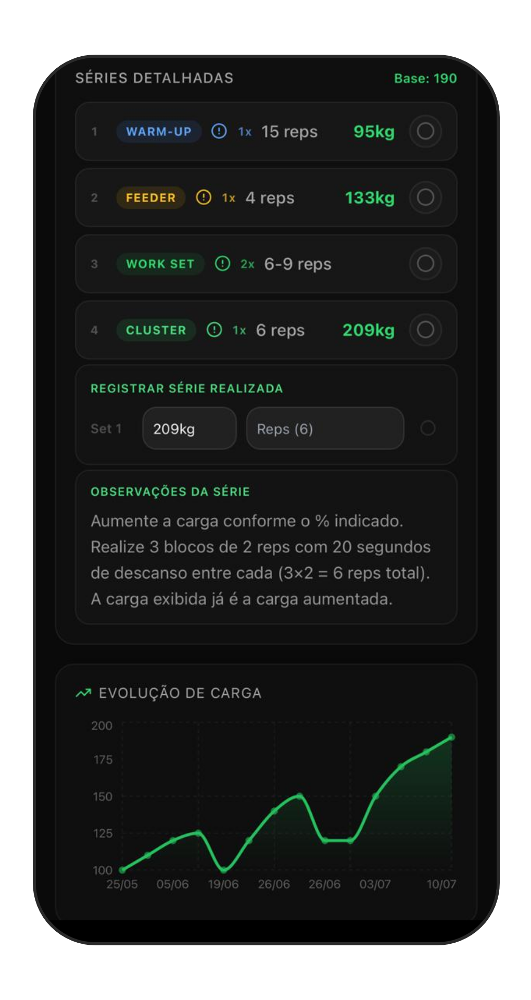 SÉRIES DETALHADAS Base: 190
1 WARM-UP 1x 15 reps 95kg
2 FEEDER 1x 4 reps 133kg
3 WORK SET 2x 6-9 reps
4 CLUSTER 1x 6 reps 209kg
REGISTRAR SÉRIE REALIZADA
Set 1 209kg Reps (6)
OBSERVAÇÕES DA SÉRIE
Aumente a carga conforme o % indicado.
Realize 3 blocos de 2 reps com 20 segundos
de descanso entre cada (3×2 = 6 reps total).
A carga exibida já é a carga aumentada.
EVOLUÇÃO DE CARGA
200
175
150
125
100
25/05 05/06 19/06 26/06 26/06 03/07 10/07